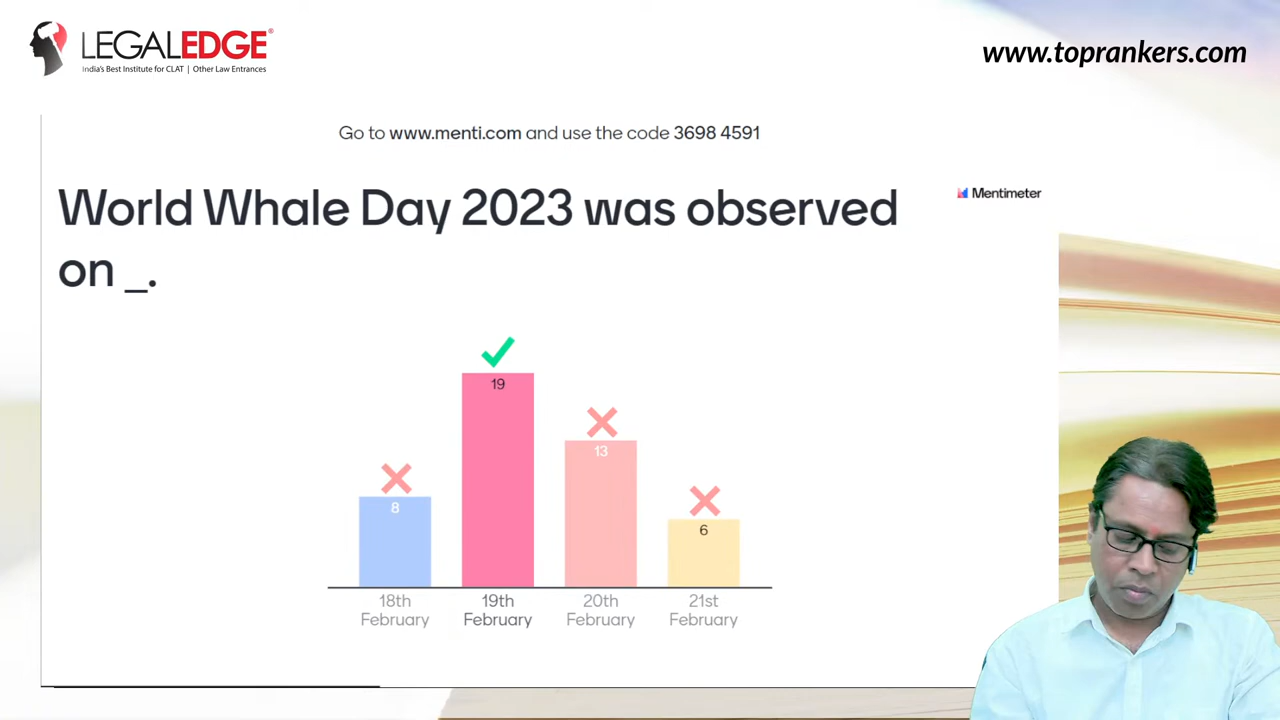 LEGALEDGE®
India's Best Institute for CLAT | Other Law Entrances
www.toprankers.com
Go to www.menti.com and use the code 3698 4591
World Whale Day 2023 was observed
on _.
Mentimeter
19
13
8
6
18th
February
19th
February
20th
February
21st
February